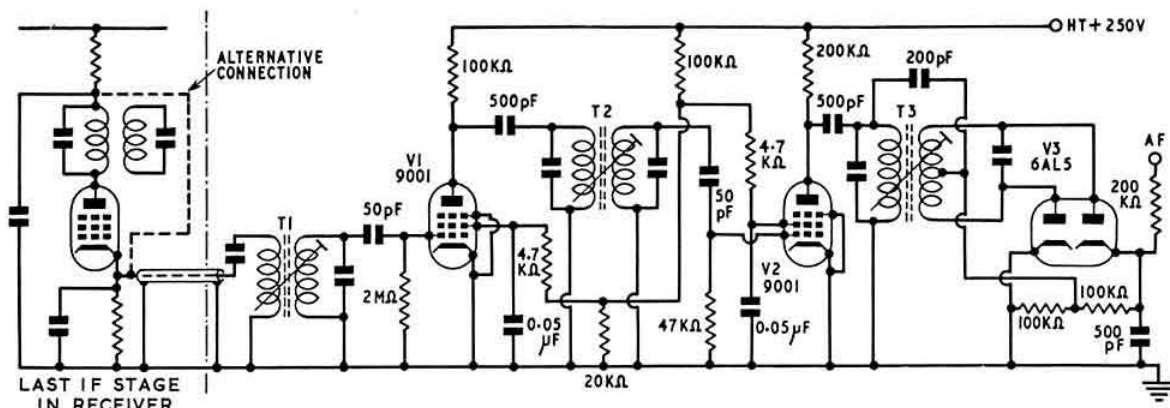 HT+ 250V
ALTERNATIVE
CONNECTION
100KΩ
100KΩ
200KΩ
200pF
500pF
T2
500pF
T3
V3
6AL5
AF
200
KΩ
V1
9001
4·7
KΩ
50pF
50
pF
T1
2MΩ
4·7
KΩ
V2
9001
0·05
μF
47KΩ
0·05μF
100KΩ
100KΩ
500
pF
20KΩ
LAST IF STAGE
IN RECEIVER